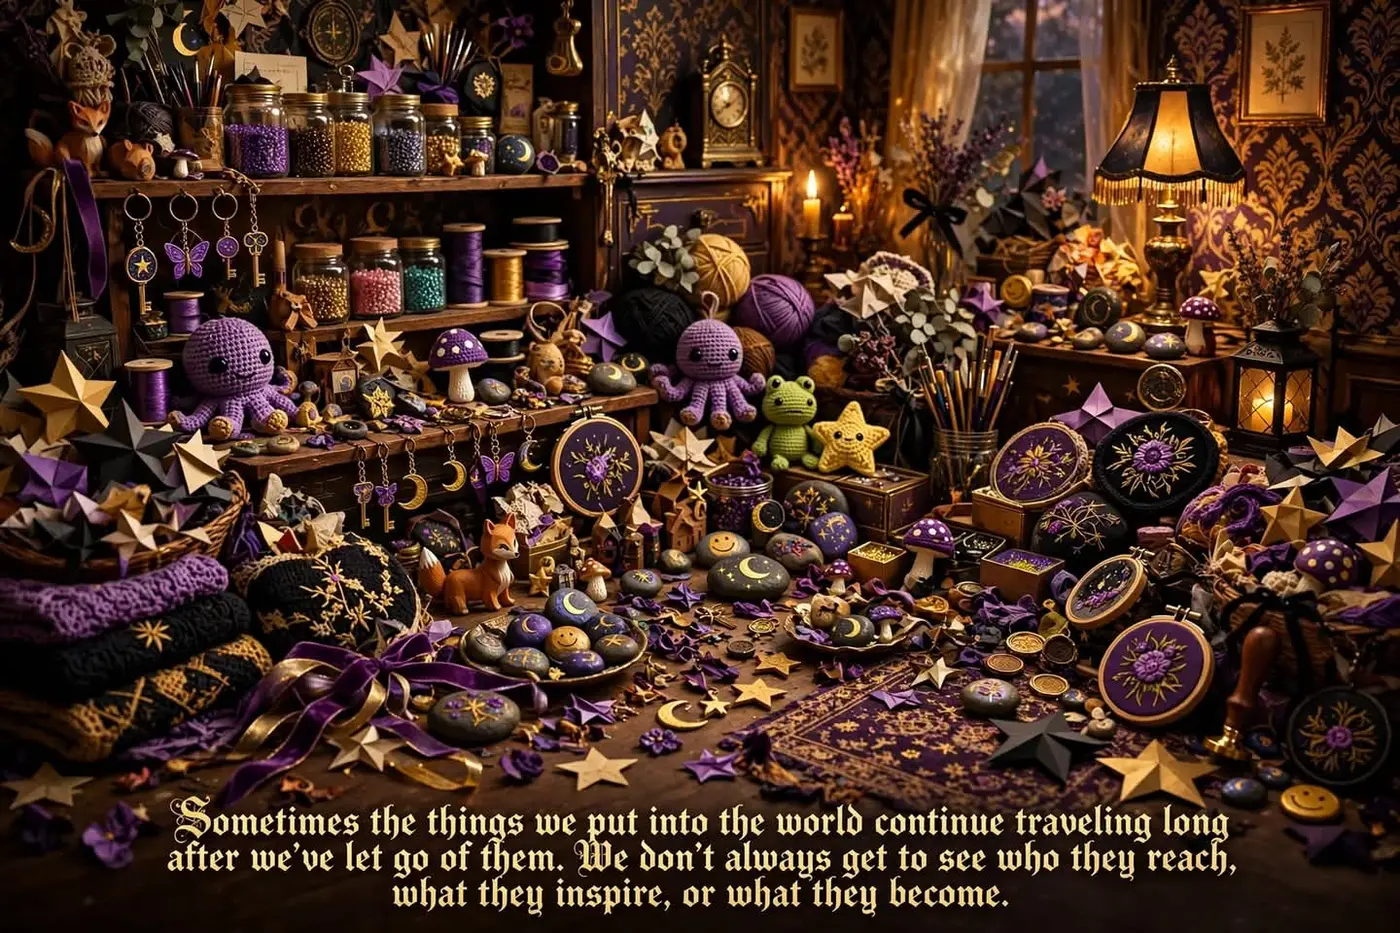 Sometimes the things we put into the world continue traveling long
after we've let go of them. We don't always get to see who they reach,
what they inspire, or what they become.